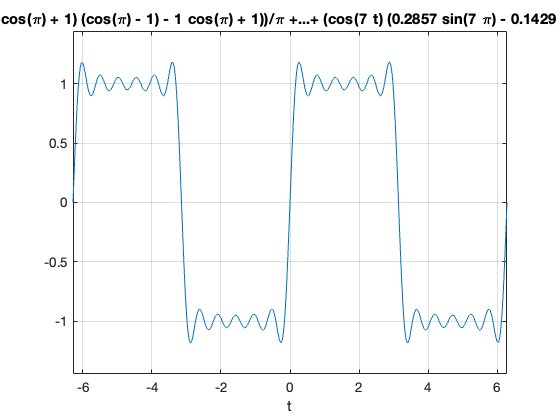 cos(π) + 1) (cos(π) - 1) - 1 cos(π) + 1))/π +...+ (cos(7 t) (0.2857 sin(7 π) - 0.1429
1
0.5
0
-0.5
-1
-6 -4 -2 0 2 4 6
t